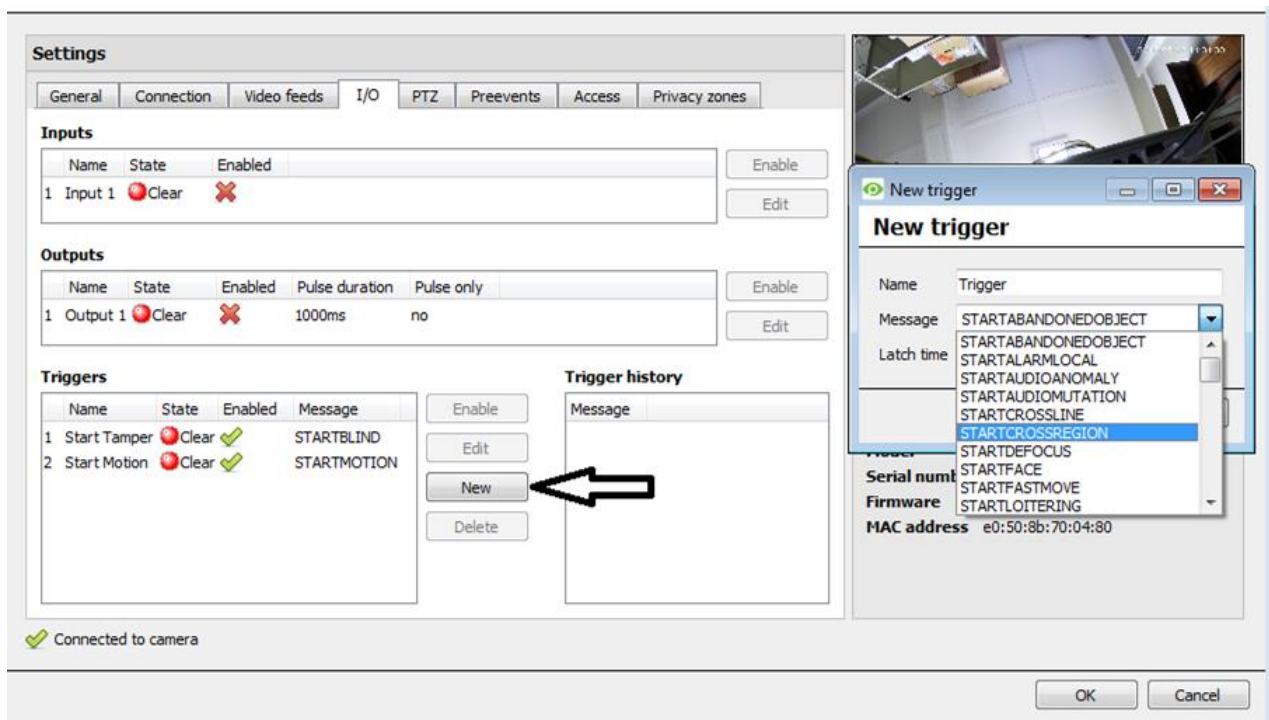 Settings
General Connection Video feeds I/O PTZ Preevents Access Privacy zones
Inputs
Name State Enabled
1 Input 1 Clear
Enable
Edit
Outputs
Name State Enabled Pulse duration Pulse only
1 Output 1 Clear 1000ms no
Enable
Edit
Triggers
Name State Enabled Message
1 Start Tamper Clear STARTBLIND
2 Start Motion Clear STARTMOTION
Enable
Edit
New
Delete
Trigger history
Message
New trigger
New trigger
Name Trigger
Message STARTABANDONEDOBJECT
Latch time
STARTABANDONEDOBJECT
STARTALARMLOCAL
STARTAUDIOANOMALY
STARTAUDIOMUTATION
STARTCROSSLINE
STARTCROSSREGION
STARTDEFOCUS
STARTFACE
STARTFASTMOVE
STARTLOITERING
Serial num
Firmware
MAC address e0:50:8b:70:04:80
Connected to camera
OK Cancel